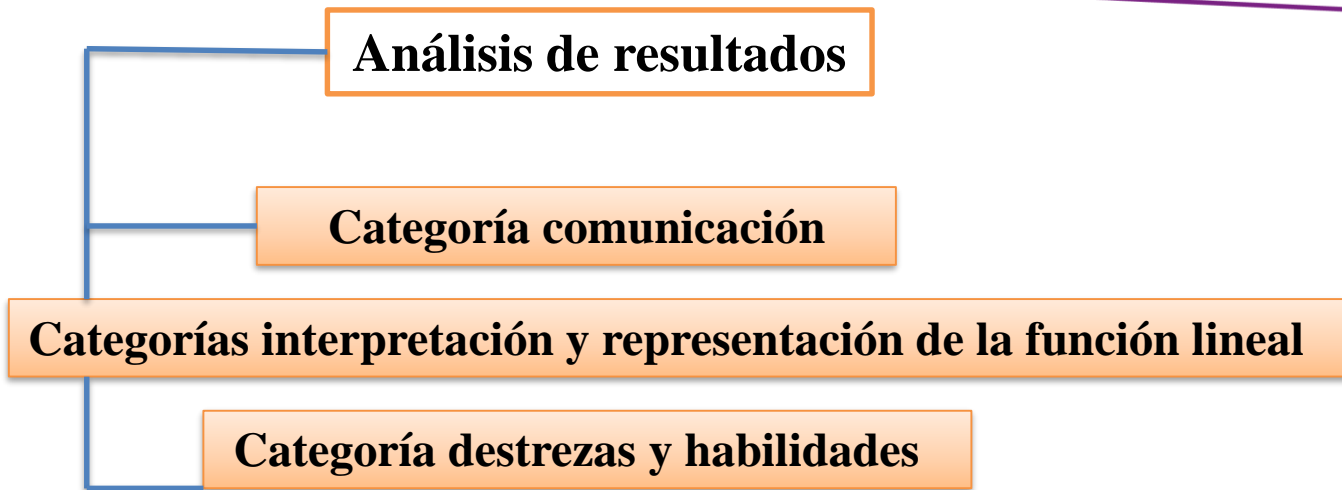 Análisis de resultados
Categoría comunicación
Categorías interpretación y representación de la función lineal
Categoría destrezas y habilidades